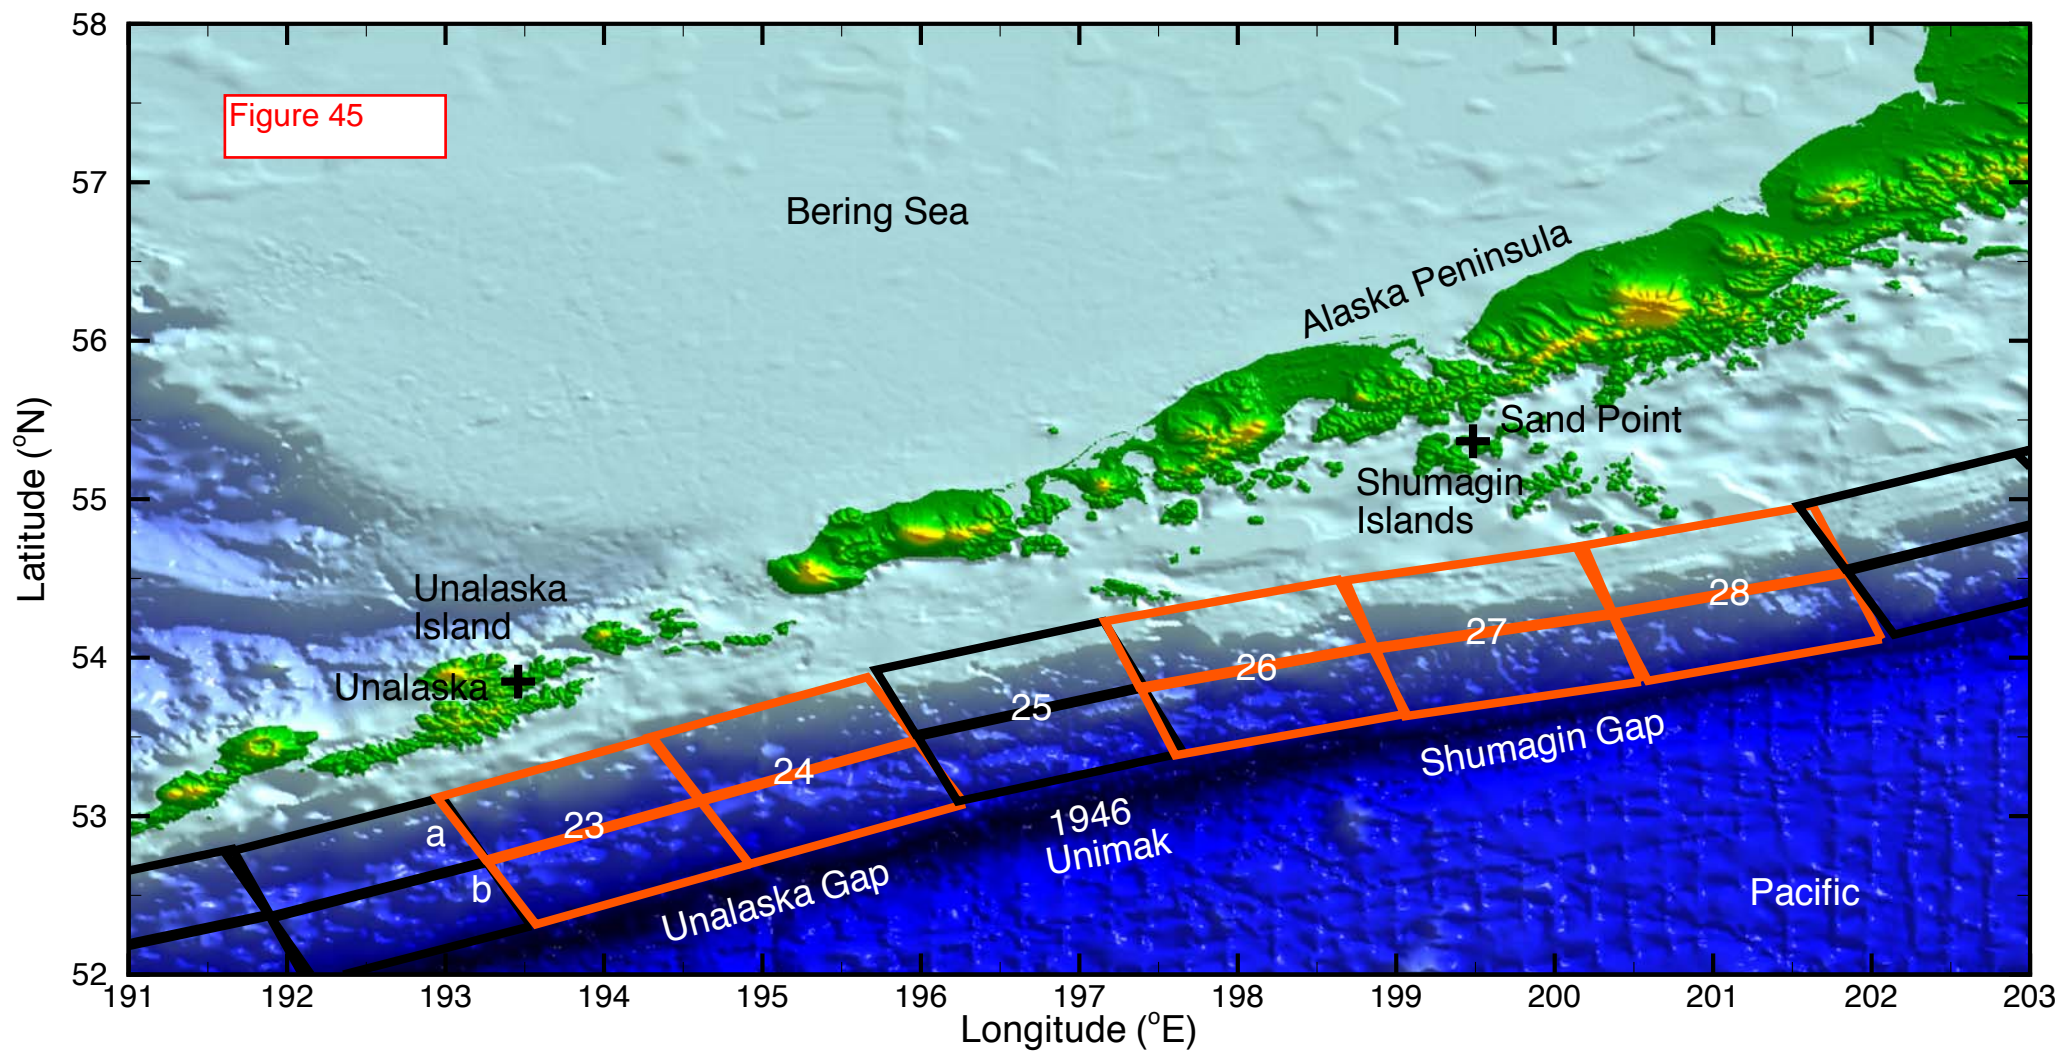 58
57
56
55
54
53
52
Latitude (°N)
Figure 45
Bering Sea
Alaska Peninsula
Sand Point
Shumagin
Islands
Unalaska
Island
Unalaska
28
27
26
25
24
23
a
b
Shumagin Gap
1946
Unimak
Unalaska Gap
Pacific
191 192 193 194 195 196 197 198 199 200 201 202 203
Longitude (°E)